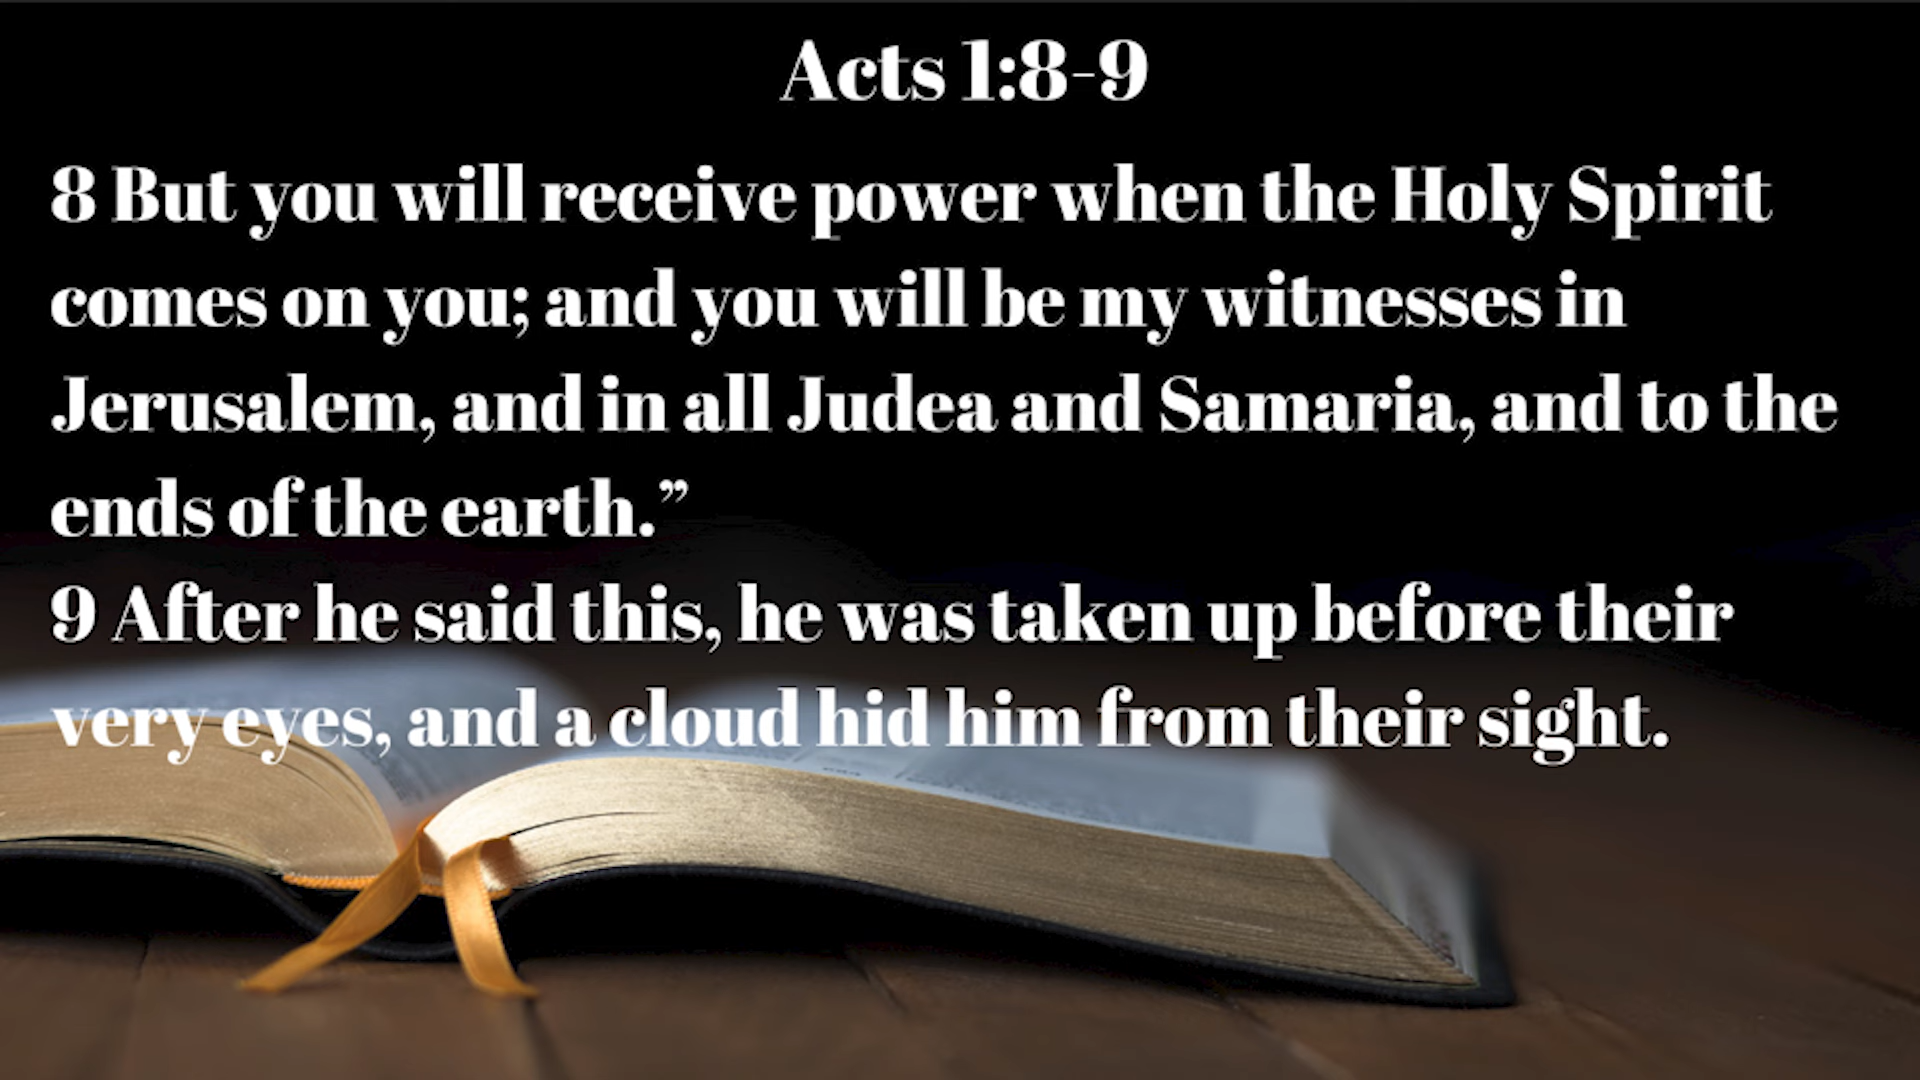 Acts 1:8-9
8 But you will receive power when the Holy Spirit
comes on you; and you will be my witnesses in
Jerusalem, and in all Judea and Samaria, and to the
ends of the earth.”
9 After he said this, he was taken up before their
very eyes, and a cloud hid him from their sight.